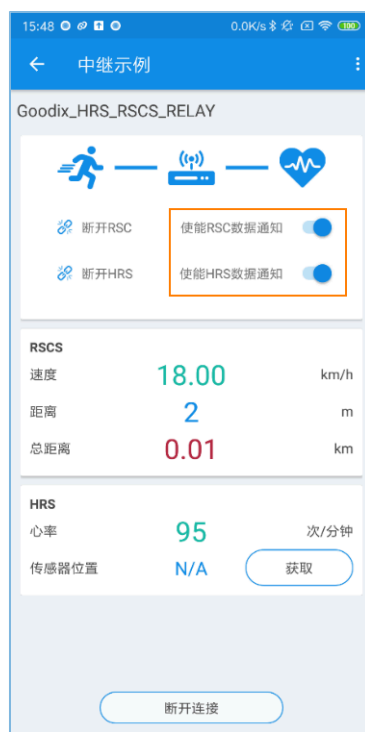 15:48 0.0K/s 100
中继示例
Goodix_HRS_RSCS_RELAY
断开RSC 使能RSC数据通知
断开HRS 使能HRS数据通知
RSCS
速度 18.00 km/h
距离 2 m
总距离 0.01 km
HRS
心率 95 次/分钟
传感器位置 N/A 获取
断开连接